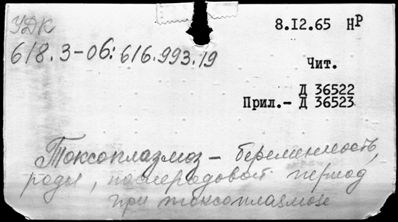 УДК
618.3-06:616.993.19
8.I2.65 НР
Чит.
Д 36522
Прил.- Д 36523
Токсоплазмоз - беременность,
роды, послеродовой период
при токсоплазмозе